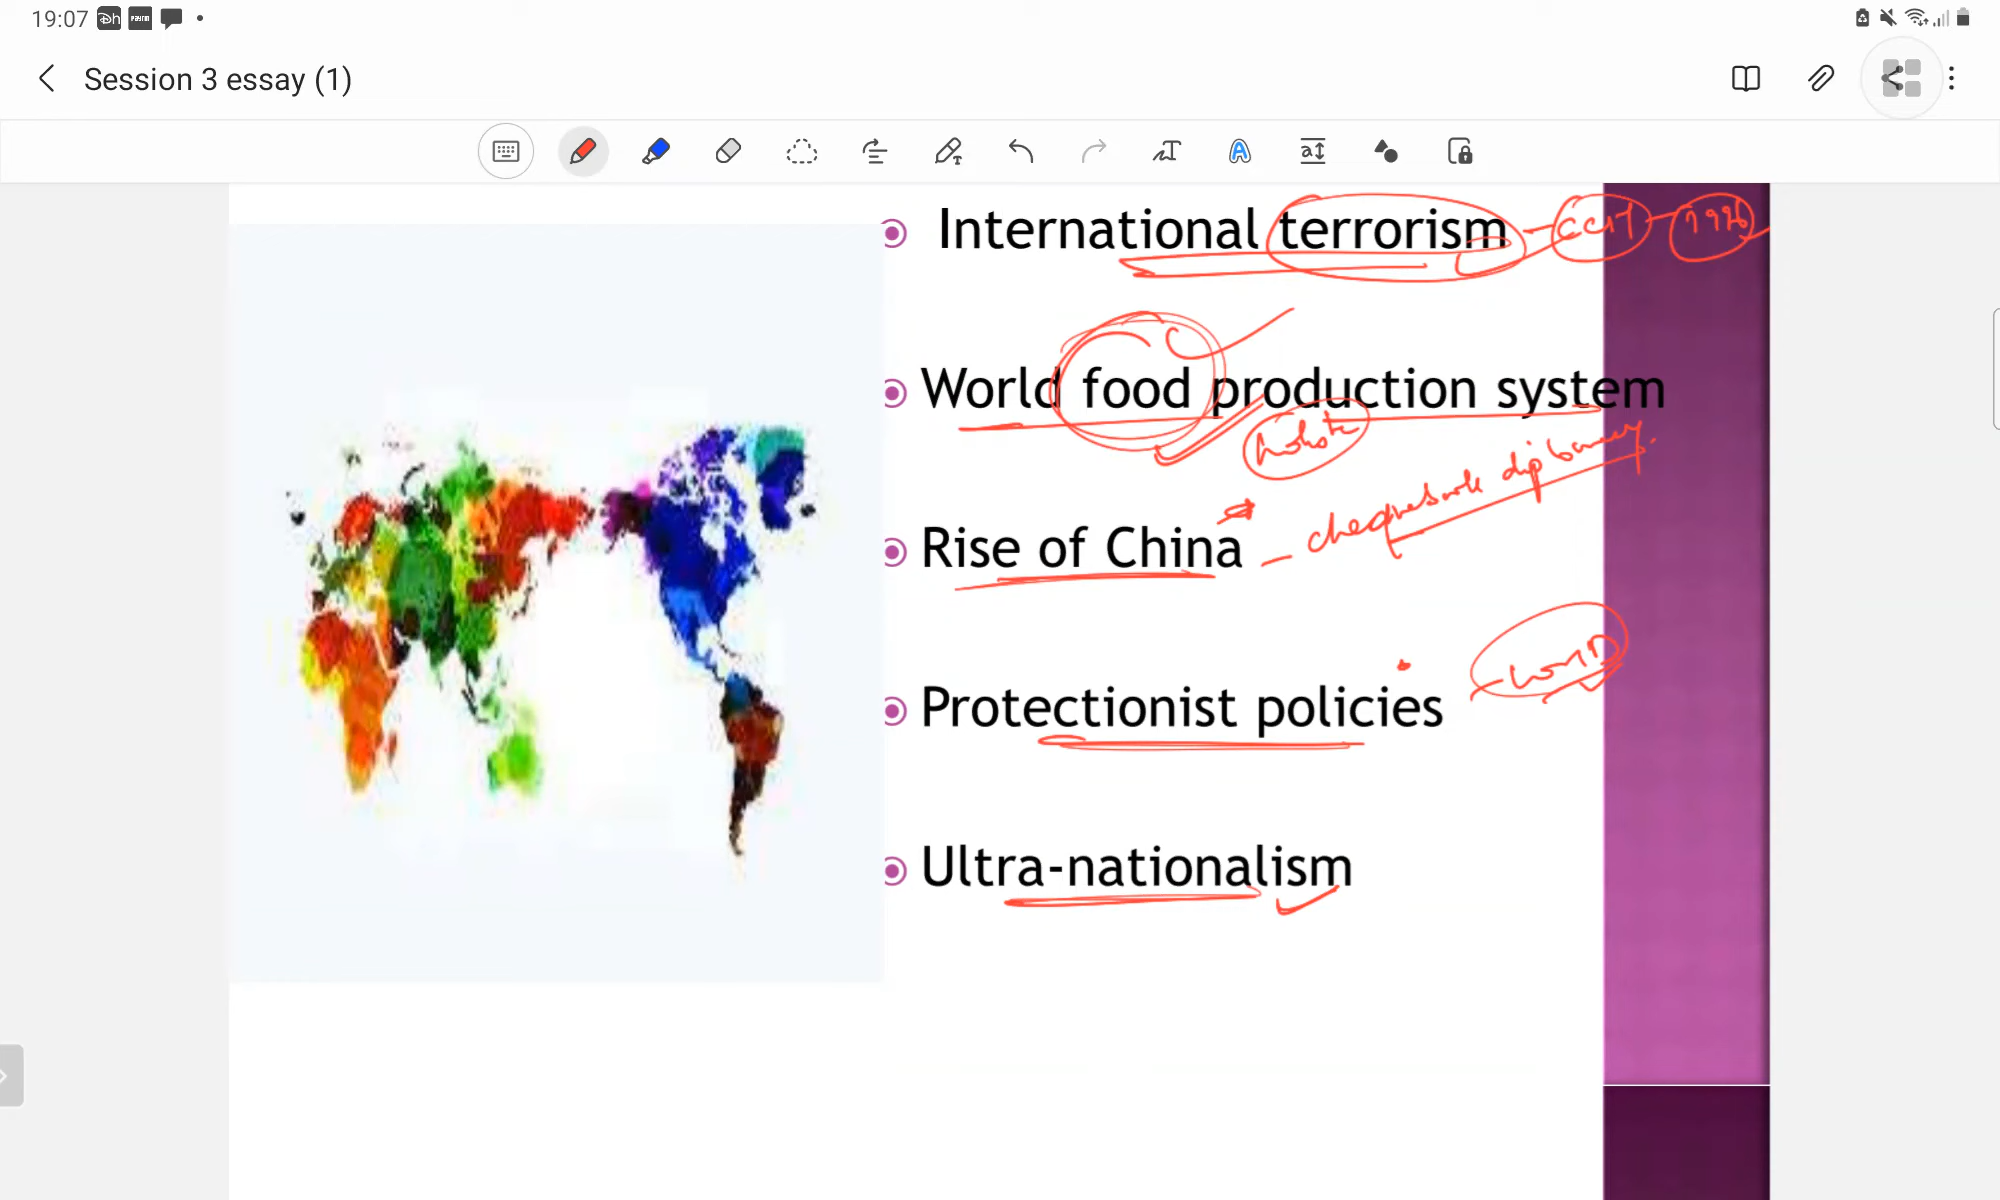 19:07
Session 3 essay (1)
International terrorism – CCIT – 1996
World food production system
Rise of China – chequebook diplomacy.
Protectionist policies
Ultra-nationalism